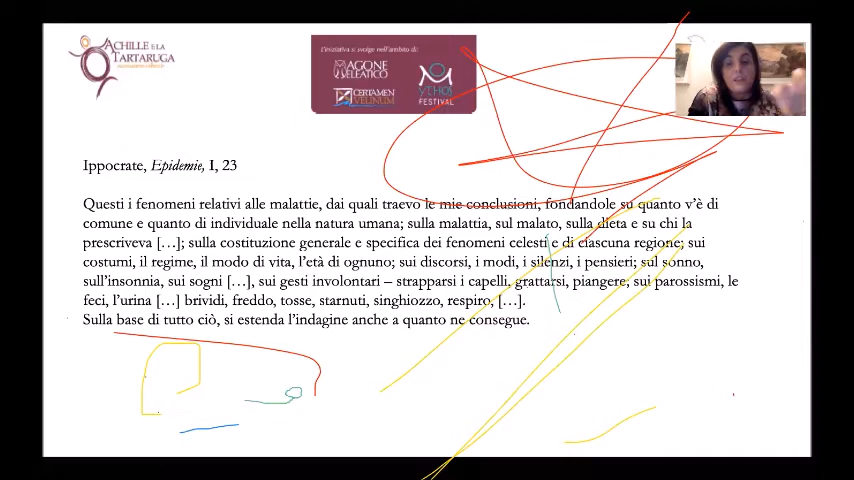 ACHILLE E LA
TARTARUGA
L'iniziativa si svolge nell'ambito di:
AGONE
ELEATICO
CERTAMEN
VELINUM
MYTHOS
FESTIVAL
Ippocrate, Epidemie, I, 23
Questi i fenomeni relativi alle malattie, dai quali traevo le mie conclusioni, fondandole su quanto v'è di
comune e quanto di individuale nella natura umana; sulla malattia, sul malato, sulla dieta e su chi la
prescriveva […]; sulla costituzione generale e specifica dei fenomeni celesti e di ciascuna regione; sui
costumi, il regime, il modo di vita, l'età di ognuno; sui discorsi, i modi, i silenzi, i pensieri; sul sonno,
sull'insonnia, sui sogni […], sui gesti involontari – strapparsi i capelli, grattarsi, piangere; sui parossismi, le
feci, l'urina […] brividi, freddo, tosse, starnuti, singhiozzo, respiro, […].
Sulla base di tutto ciò, si estenda l'indagine anche a quanto ne consegue.